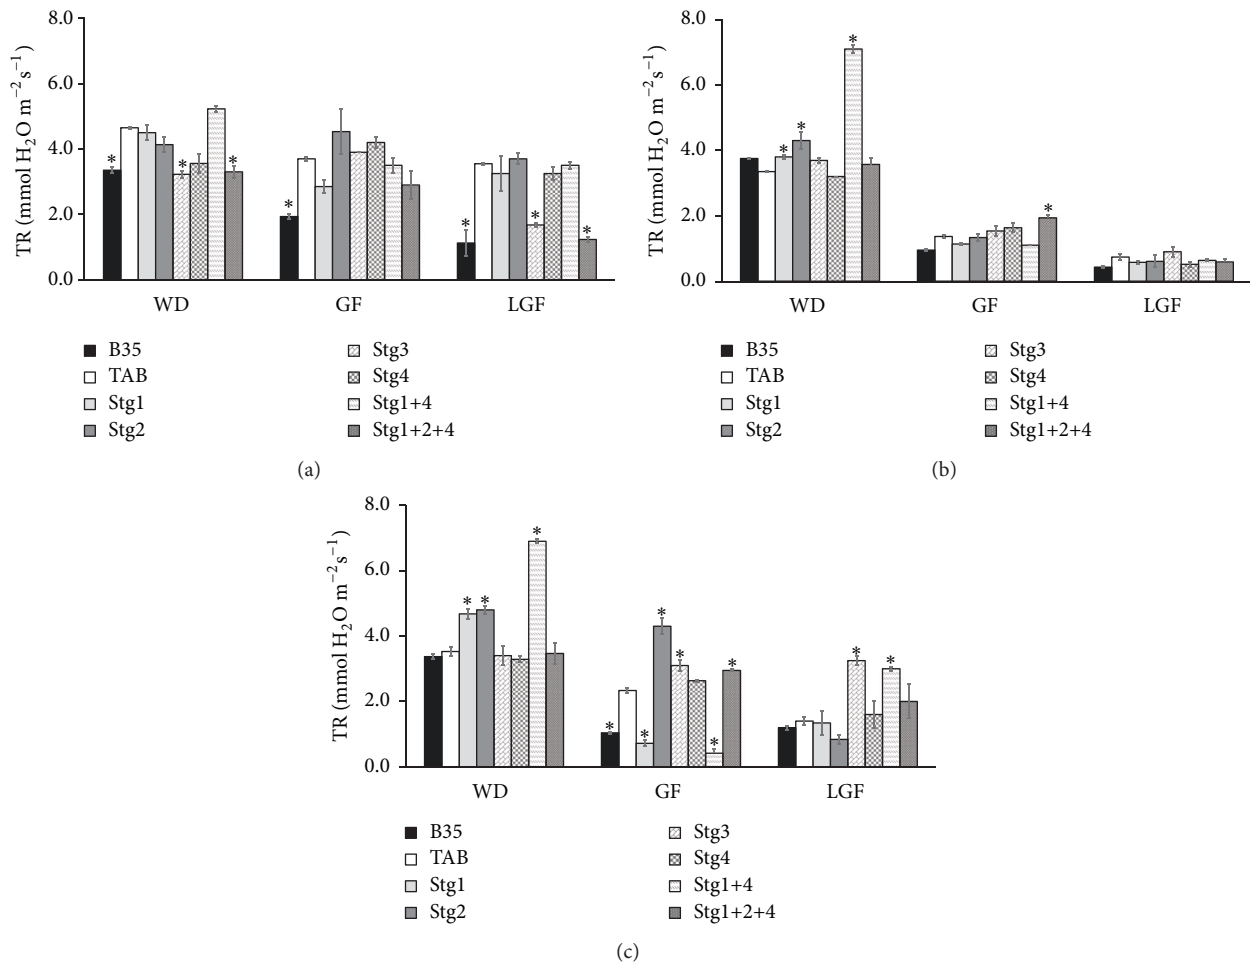 8.0
6.0
4.0
2.0
0.0
TR (mmol H₂O m⁻²s⁻¹)
* * *
*
* * *
WD GF LGF
B35
TAB
Stg1
Stg2
Stg3
Stg4
Stg1+4
Stg1+2+4
(a)
8.0
6.0
4.0
2.0
0.0
TR (mmol H₂O m⁻²s⁻¹)
* * *
*
WD GF LGF
B35
TAB
Stg1
Stg2
Stg3
Stg4
Stg1+4
Stg1+2+4
(b)
8.0
6.0
4.0
2.0
0.0
TR (mmol H₂O m⁻²s⁻¹)
* * *
* * * * * *
* *
WD GF LGF
B35
TAB
Stg1
Stg2
Stg3
Stg4
Stg1+4
Stg1+2+4
(c)